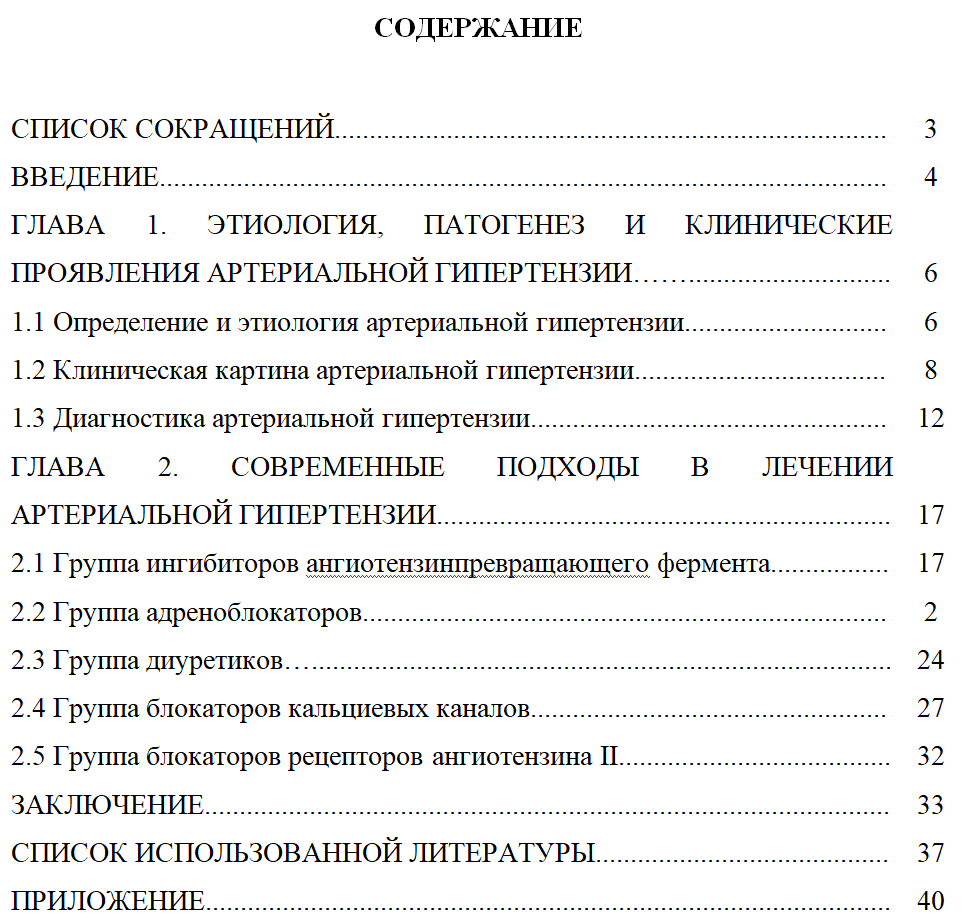 СОДЕРЖАНИЕ
СПИСОК СОКРАЩЕНИЙ............................................................................... 3
ВВЕДЕНИЕ........................................................................................................ 4
ГЛАВА 1. ЭТИОЛОГИЯ, ПАТОГЕНЕЗ И КЛИНИЧЕСКИЕ
ПРОЯВЛЕНИЯ АРТЕРИАЛЬНОЙ ГИПЕРТЕНЗИИ……............................ 6
1.1 Определение и этиология артериальной гипертензии............................. 6
1.2 Клиническая картина артериальной гипертензии.................................... 8
1.3 Диагностика артериальной гипертензии................................................... 12
ГЛАВА 2. СОВРЕМЕННЫЕ ПОДХОДЫ В ЛЕЧЕНИИ
АРТЕРИАЛЬНОЙ ГИПЕРТЕНЗИИ................................................................ 17
2.1 Группа ингибиторов ангиотензинпревращающего фермента................. 17
2.2 Группа адреноблокаторов........................................................................... 2
2.3 Группа диуретиков…................................................................................... 24
2.4 Группа блокаторов кальциевых каналов................................................... 27
2.5 Группа блокаторов рецепторов ангиотензина II....................................... 32
ЗАКЛЮЧЕНИЕ.................................................................................................. 33
СПИСОК ИСПОЛЬЗОВАННОЙ ЛИТЕРАТУРЫ.......................................... 37
ПРИЛОЖЕНИЕ.................................................................................................. 40